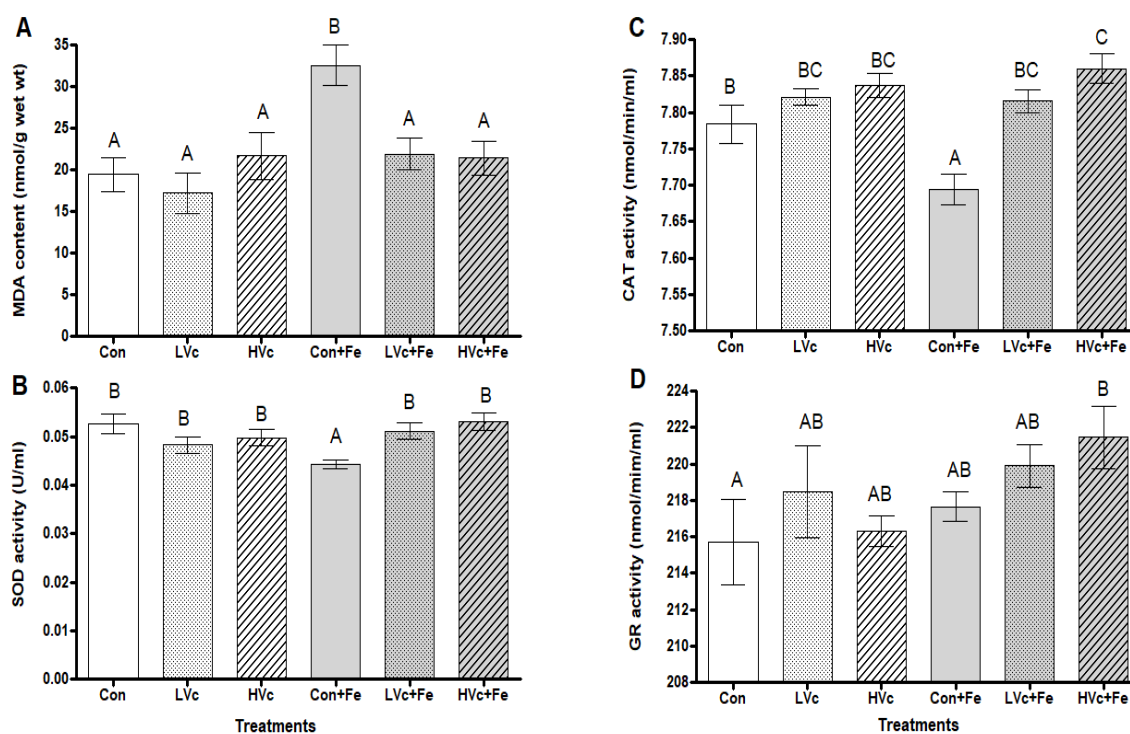 A
MDA content (nmol/g wet wt)
35
30
25
20
15
10
5
0
A
A
A
B
A
A
Con
LVc
HVc
Con+Fe
LVc+Fe
HVc+Fe
B
SOD activity (U/ml)
0.06
0.05
0.04
0.03
0.02
0.01
0.00
B
B
B
A
B
B
Con
LVc
HVc
Con+Fe
LVc+Fe
HVc+Fe
Treatments
C
CAT activity (nmol/min/ml)
7.90
7.85
7.80
7.75
7.70
7.65
7.60
7.55
7.50
B
BC
BC
A
BC
C
Con
LVc
HVc
Con+Fe
LVc+Fe
HVc+Fe
D
GR activity (nmol/mim/ml)
224
222
220
218
216
214
212
210
208
A
AB
AB
AB
AB
B
Con
LVc
HVc
Con+Fe
LVc+Fe
HVc+Fe
Treatments